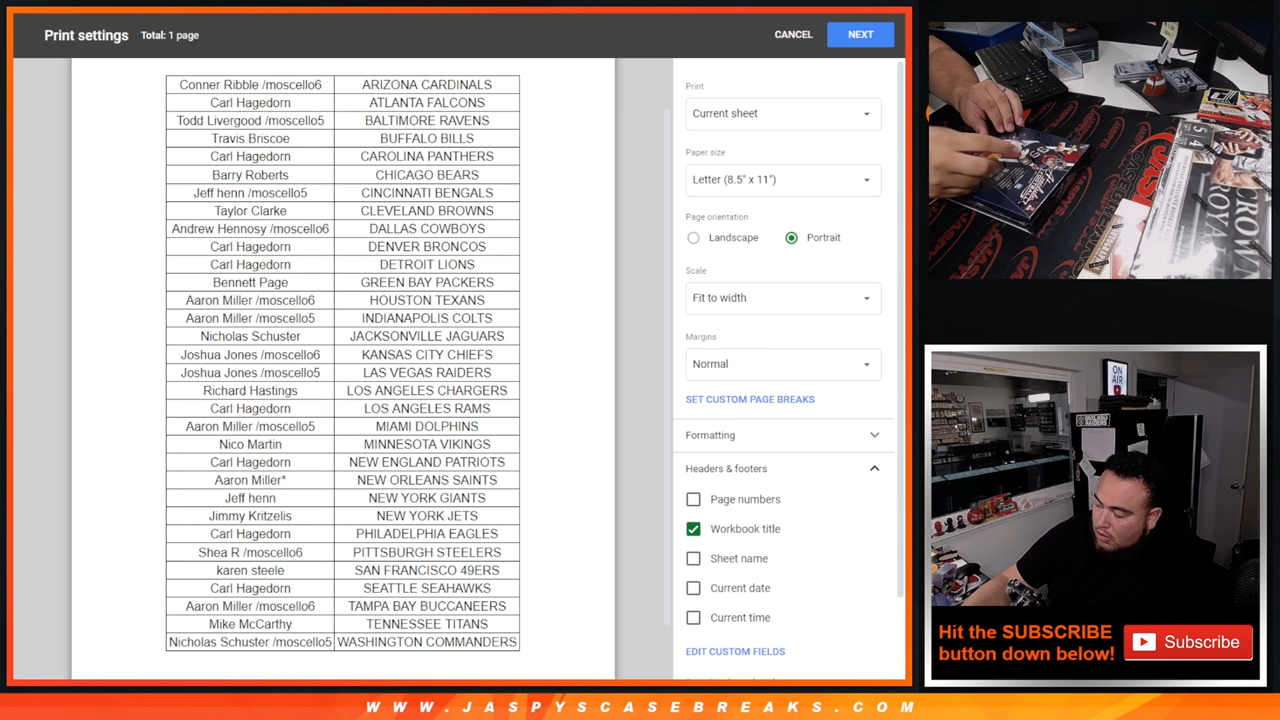 Print settings Total: 1 page
CANCEL NEXT
Conner Ribble /moscello6 ARIZONA CARDINALS
Carl Hagedorn ATLANTA FALCONS
Todd Livergood /moscello5 BALTIMORE RAVENS
Travis Briscoe BUFFALO BILLS
Carl Hagedorn CAROLINA PANTHERS
Barry Roberts CHICAGO BEARS
Jeff henn /moscello5 CINCINNATI BENGALS
Taylor Clarke CLEVELAND BROWNS
Andrew Hennosy /moscello6 DALLAS COWBOYS
Carl Hagedorn DENVER BRONCOS
Carl Hagedorn DETROIT LIONS
Bennett Page GREEN BAY PACKERS
Aaron Miller /moscello6 HOUSTON TEXANS
Aaron Miller /moscello5 INDIANAPOLIS COLTS
Nicholas Schuster JACKSONVILLE JAGUARS
Joshua Jones /moscello6 KANSAS CITY CHIEFS
Joshua Jones /moscello5 LAS VEGAS RAIDERS
Richard Hastings LOS ANGELES CHARGERS
Carl Hagedorn LOS ANGELES RAMS
Aaron Miller /moscello5 MIAMI DOLPHINS
Nico Martin MINNESOTA VIKINGS
Carl Hagedorn NEW ENGLAND PATRIOTS
Aaron Miller* NEW ORLEANS SAINTS
Jeff henn NEW YORK GIANTS
Jimmy Kritzelis NEW YORK JETS
Carl Hagedorn PHILADELPHIA EAGLES
Shea R /moscello6 PITTSBURGH STEELERS
karen steele SAN FRANCISCO 49ERS
Carl Hagedorn SEATTLE SEAHAWKS
Aaron Miller /moscello6 TAMPA BAY BUCCANEERS
Mike McCarthy TENNESSEE TITANS
Nicholas Schuster /moscello5 WASHINGTON COMMANDERS
Print
Current sheet
Paper size
Letter (8.5" x 11")
Page orientation
Landscape Portrait
Scale
Fit to width
Margins
Normal
SET CUSTOM PAGE BREAKS
Formatting
Headers & footers
Page numbers
Workbook title
Sheet name
Current date
Current time
EDIT CUSTOM FIELDS
CROWN
ROYALE
ON
AIR
Hit the SUBSCRIBE
button down below!
Subscribe
WWW.JASPYSCASEBREAKS.COM